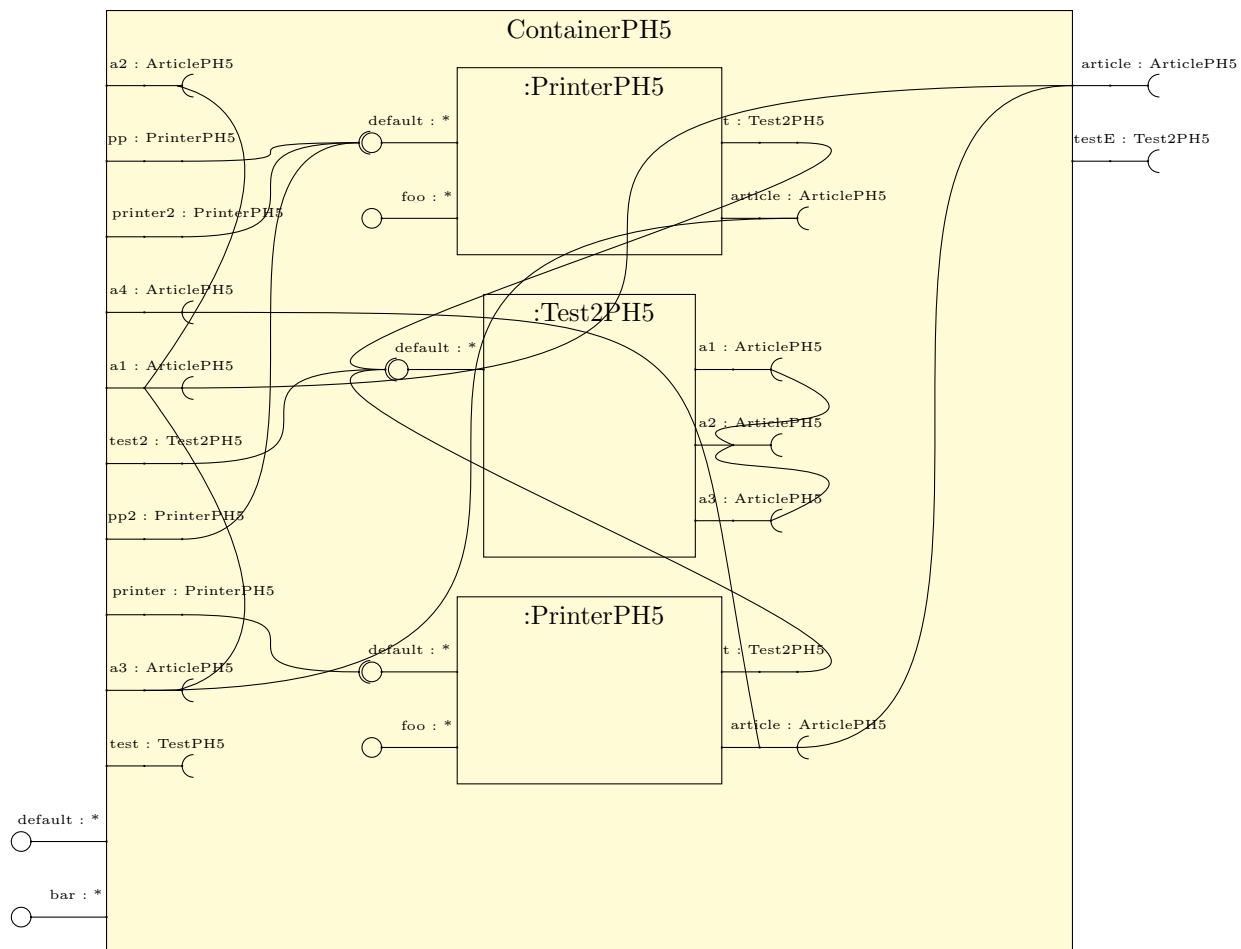 ContainerPH5
a2 : ArticlePH5
article : ArticlePH5
:PrinterPH5
default : *
t : Test2PH5
pp : PrinterPH5
testE : Test2PH5
foo : *
article : ArticlePH5
printer2 : PrinterPH5
a4 : ArticlePH5
:Test2PH5
default : *
a1 : ArticlePH5
a1 : ArticlePH5
a2 : ArticlePH5
test2 : Test2PH5
a3 : ArticlePH5
pp2 : PrinterPH5
printer : PrinterPH5
:PrinterPH5
default : *
t : Test2PH5
a3 : ArticlePH5
foo : *
article : ArticlePH5
test : TestPH5
default : *
bar : *